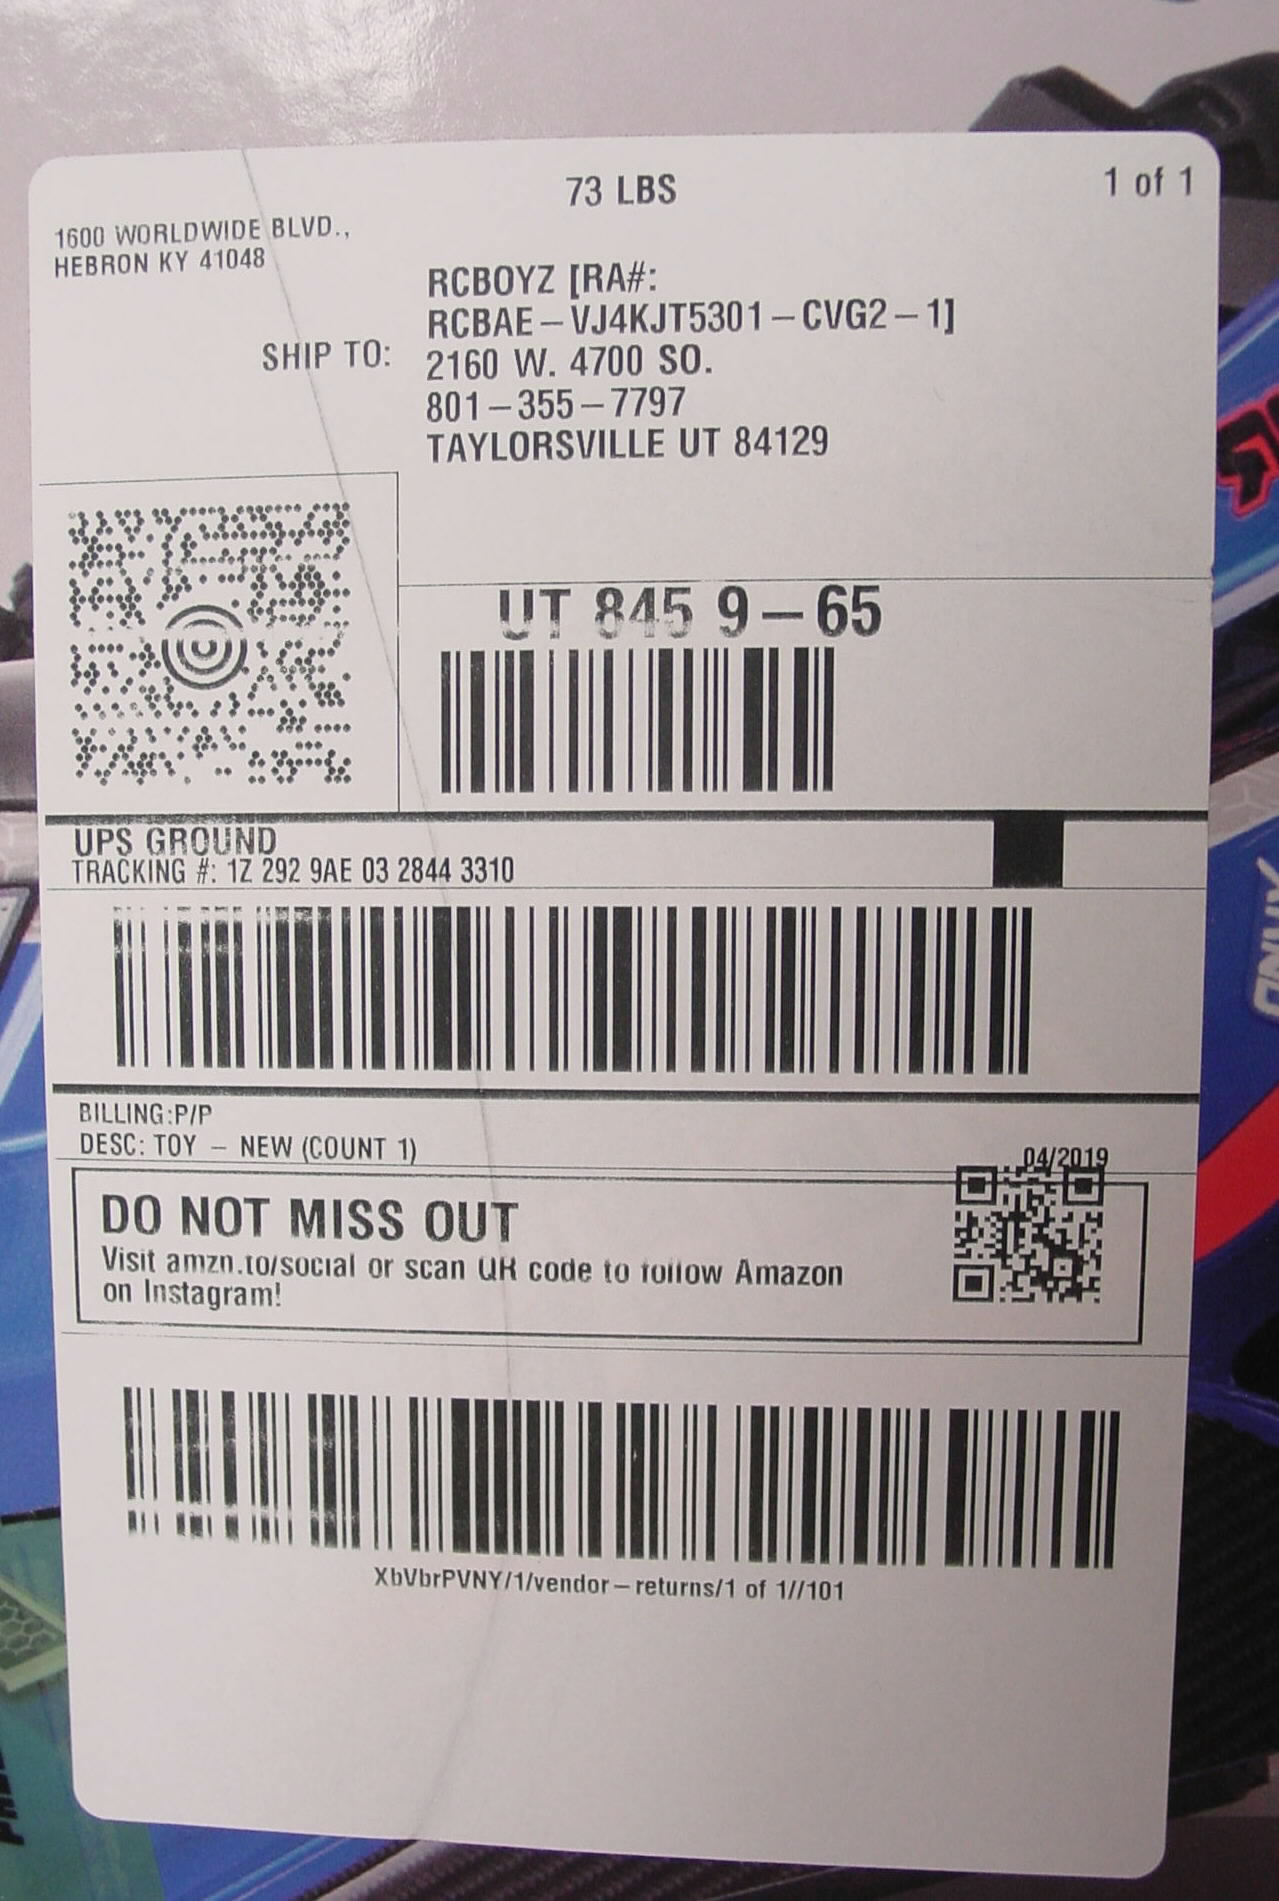 73 LBS
1 of 1
1600 WORLDWIDE BLVD.,
HEBRON KY 41048
SHIP TO:
RCBOYZ [RA#:
RCBAE-VJ4KJT5301-CVG2-1]
2160 W. 4700 SO.
801-355-7797
TAYLORSVILLE UT 84129
UT 845 9-65
UPS GROUND
TRACKING #: 1Z 292 9AE 03 2844 3310
BILLING:P/P
DESC: TOY - NEW (COUNT 1)
04/2019
DO NOT MISS OUT
Visit amzn.to/social or scan QR code to follow Amazon
on Instagram!
XbVbrPVNY/1/vendor-returns/1 of 1//101